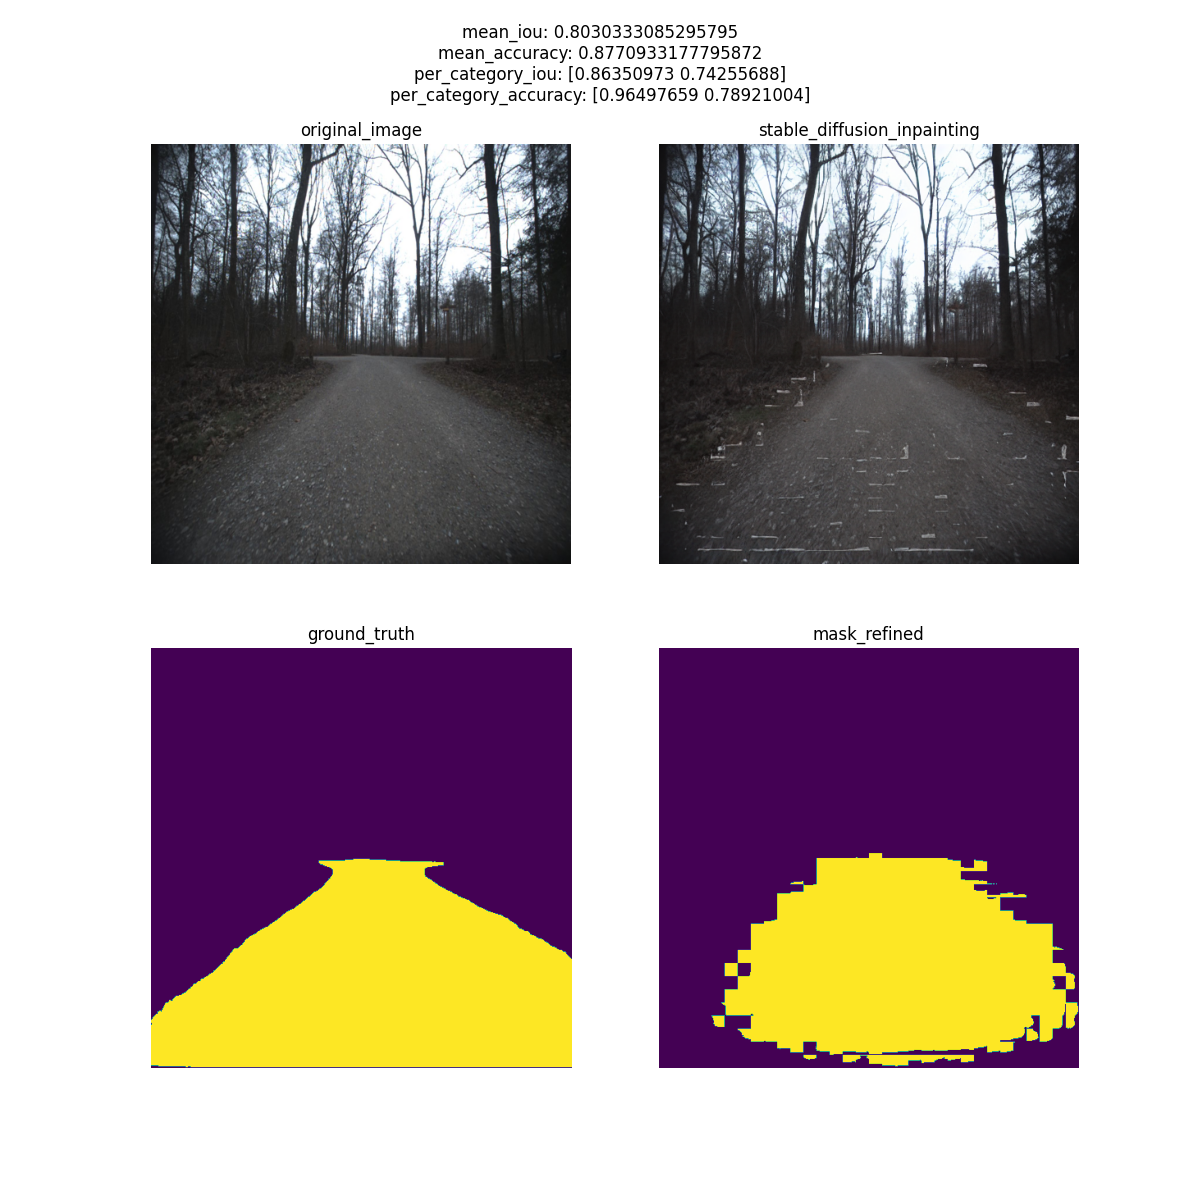 mean_iou: 0.8030333085295795
mean_accuracy: 0.8770933177795872
per_category_iou: [0.86350973 0.74255688]
per_category_accuracy: [0.96497659 0.78921004]
original_image
stable_diffusion_inpainting
ground_truth
mask_refined